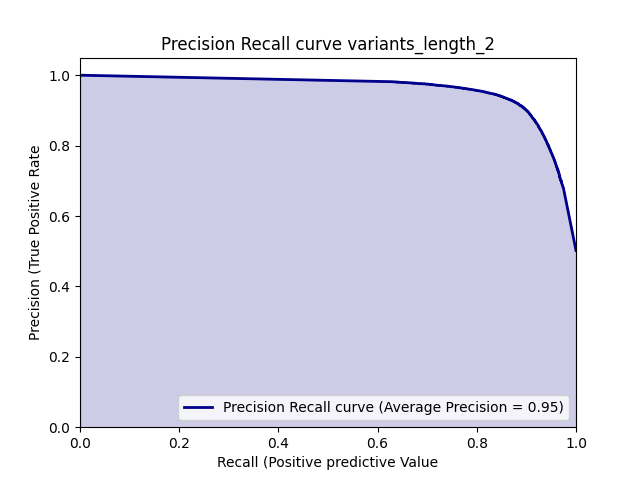 Precision Recall curve variants_length_2
Precision (True Positive Rate
1.0
0.8
0.6
0.4
0.2
0.0
Precision Recall curve (Average Precision = 0.95)
0.0 0.2 0.4 0.6 0.8 1.0
Recall (Positive predictive Value